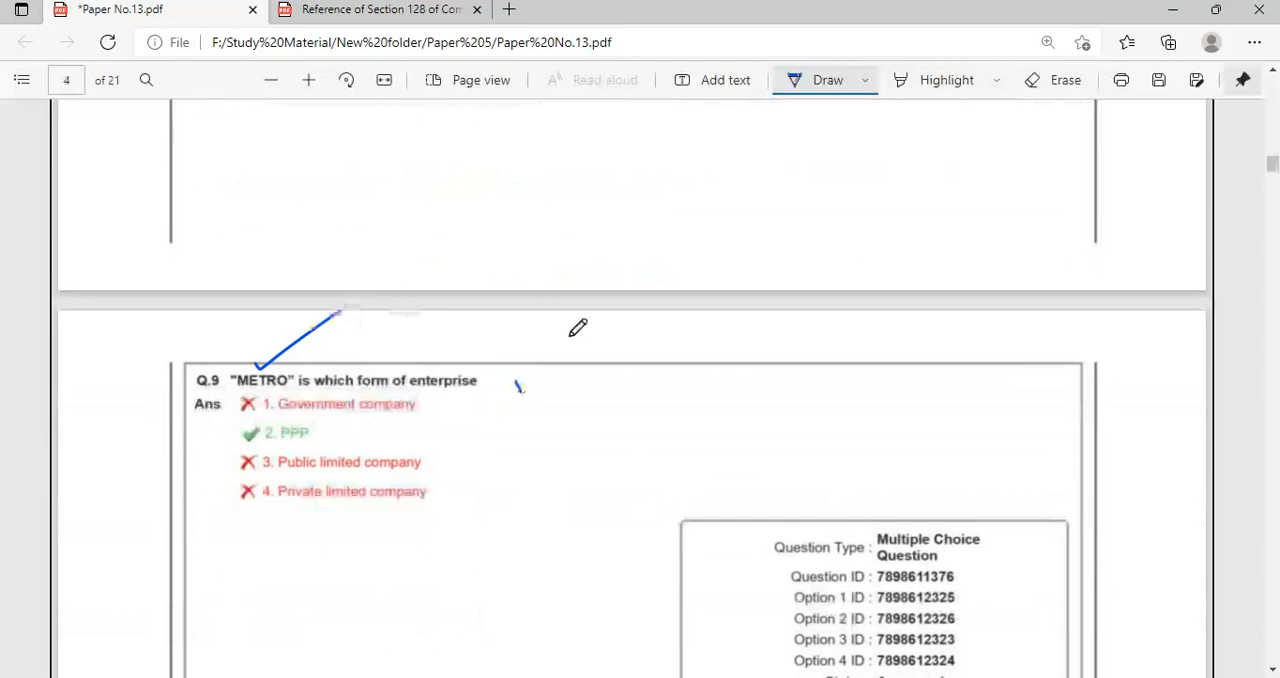 *Paper No.13.pdf
Reference of Section 128 of Com
File
F:/Study%20Material/New%20folder/Paper%205/Paper%20No.13.pdf
4 of 21
Page view
Read aloud
Add text
Draw
Highlight
Erase
Q.9 "METRO" is which form of enterprise
Ans 1. Government company
2. PPP
3. Public limited company
4. Private limited company
Question Type : Multiple Choice
Question
Question ID : 7898611376
Option 1 ID : 7898612325
Option 2 ID : 7898612326
Option 3 ID : 7898612323
Option 4 ID : 7898612324